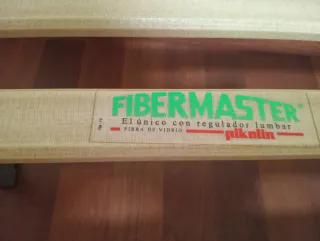 FIBERMASTER®
El único con regulador lumbar
FIBRA DE VIDRIO pikolin